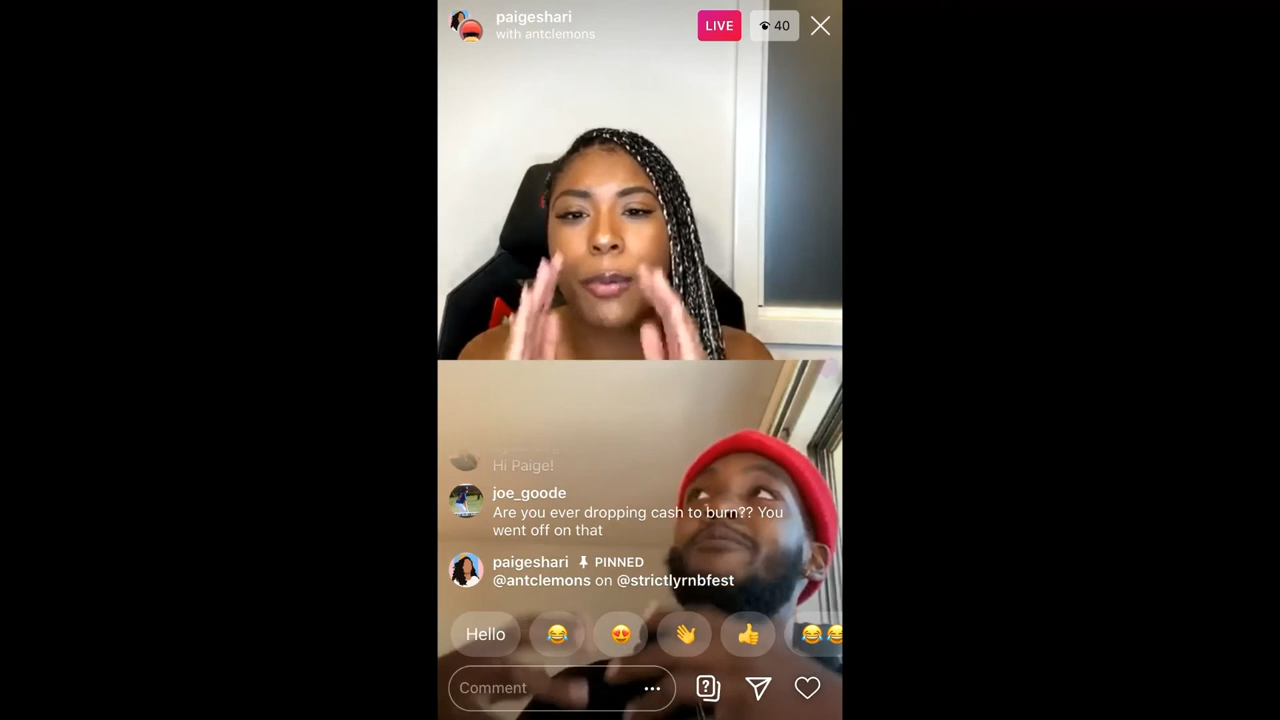 paigeshari
with antclemons
LIVE
40
Hi Paige!
joe_goode
Are you ever dropping cash to burn?? You
went off on that
paigeshari PINNED
@antclemons on @strictlyrnbfest
Hello
Comment